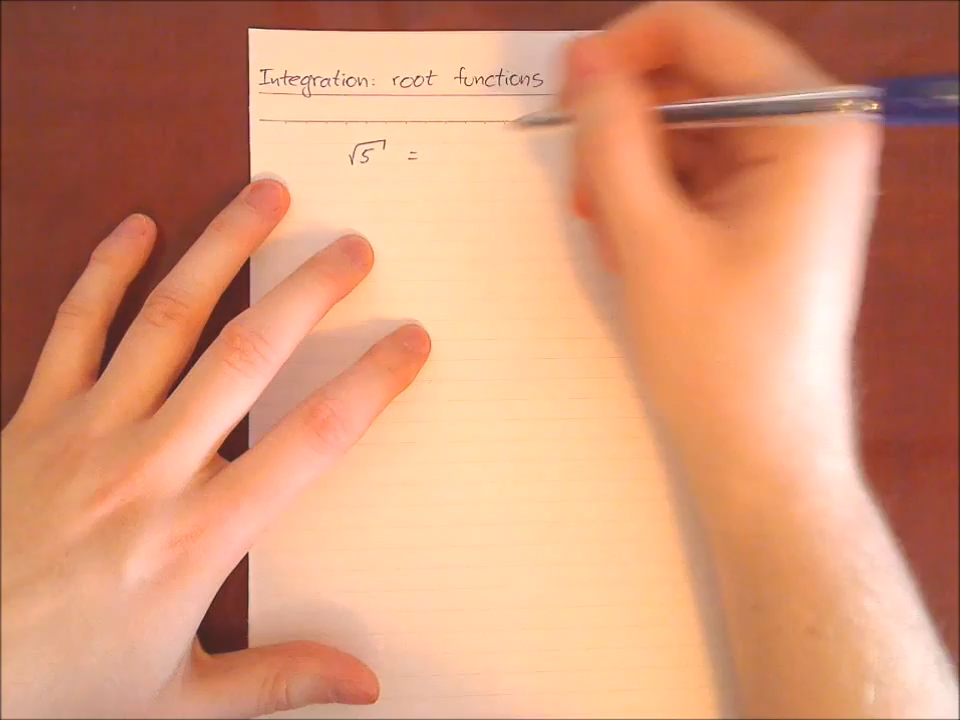 Integration: root functions
√5 =